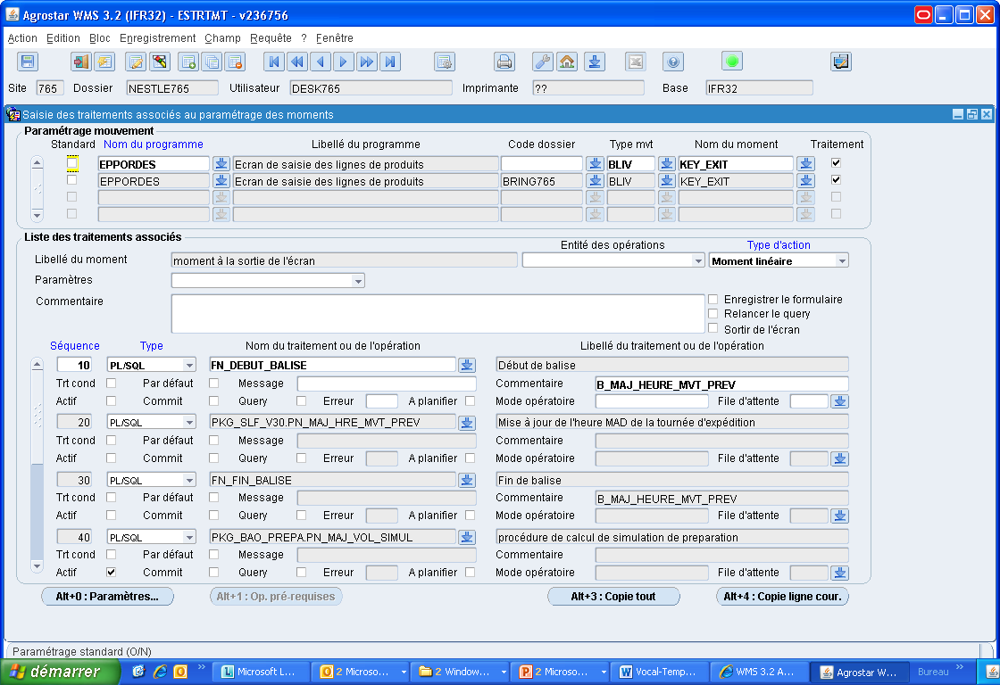 Agrostar WMS 3.2 (IFR32) - ESTRTMT - v236756
Action Edition Bloc Enregistrement Champ Requête ? Fenêtre
Site 765 Dossier NESTLE765 Utilisateur DESK765 Imprimante ?? Base IFR32
Saisie des traitements associés au paramétrage des moments
Paramétrage mouvement
Standard Nom du programme Libellé du programme Code dossier Type mvt Nom du moment Traitement
EPPORDES Ecran de saisie des lignes de produits BLIV KEY_EXIT
EPPORDES Ecran de saisie des lignes de produits BRING765 BLIV KEY_EXIT
Liste des traitements associés
Entité des opérations Type d'action
Libellé du moment moment à la sortie de l'écran Moment linéaire
Paramètres
Commentaire Enregistrer le formulaire
Relancer le query
Sortir de l'écran
Séquence Type Nom du traitement ou de l'opération Libellé du traitement ou de l'opération
10 PL/SQL FN_DEBUT_BALISE Début de balise
Trt cond Par défaut Message Commentaire B_MAJ_HEURE_MVT_PREV
Actif Commit Query Erreur A planifier Mode opératoire File d'attente
20 PL/SQL PKG_SLF_V30.PN_MAJ_HRE_MVT_PREV Mise à jour de l'heure MAD de la tournée d'expédition
Trt cond Par défaut Message Commentaire
Actif Commit Query Erreur A planifier Mode opératoire File d'attente
30 PL/SQL FN_FIN_BALISE Fin de balise
Trt cond Par défaut Message Commentaire B_MAJ_HEURE_MVT_PREV
Actif Commit Query Erreur A planifier Mode opératoire File d'attente
40 PL/SQL PKG_BAO_PREPA.PN_MAJ_VOL_SIMUL procédure de calcul de simulation de preparation
Trt cond Par défaut Message Commentaire
Actif Commit Query Erreur A planifier Mode opératoire File d'attente
Alt+0 : Paramètres... Alt+1 : Op. pré-requises Alt+3 : Copie tout Alt+4 : Copie ligne cour.
Paramétrage standard (O/N)
démarrer Microsoft L... 2 Microso... 2 Window... 2 Microso... Vocal-Temp... WMS 3.2 A... Agrostar W... Bureau